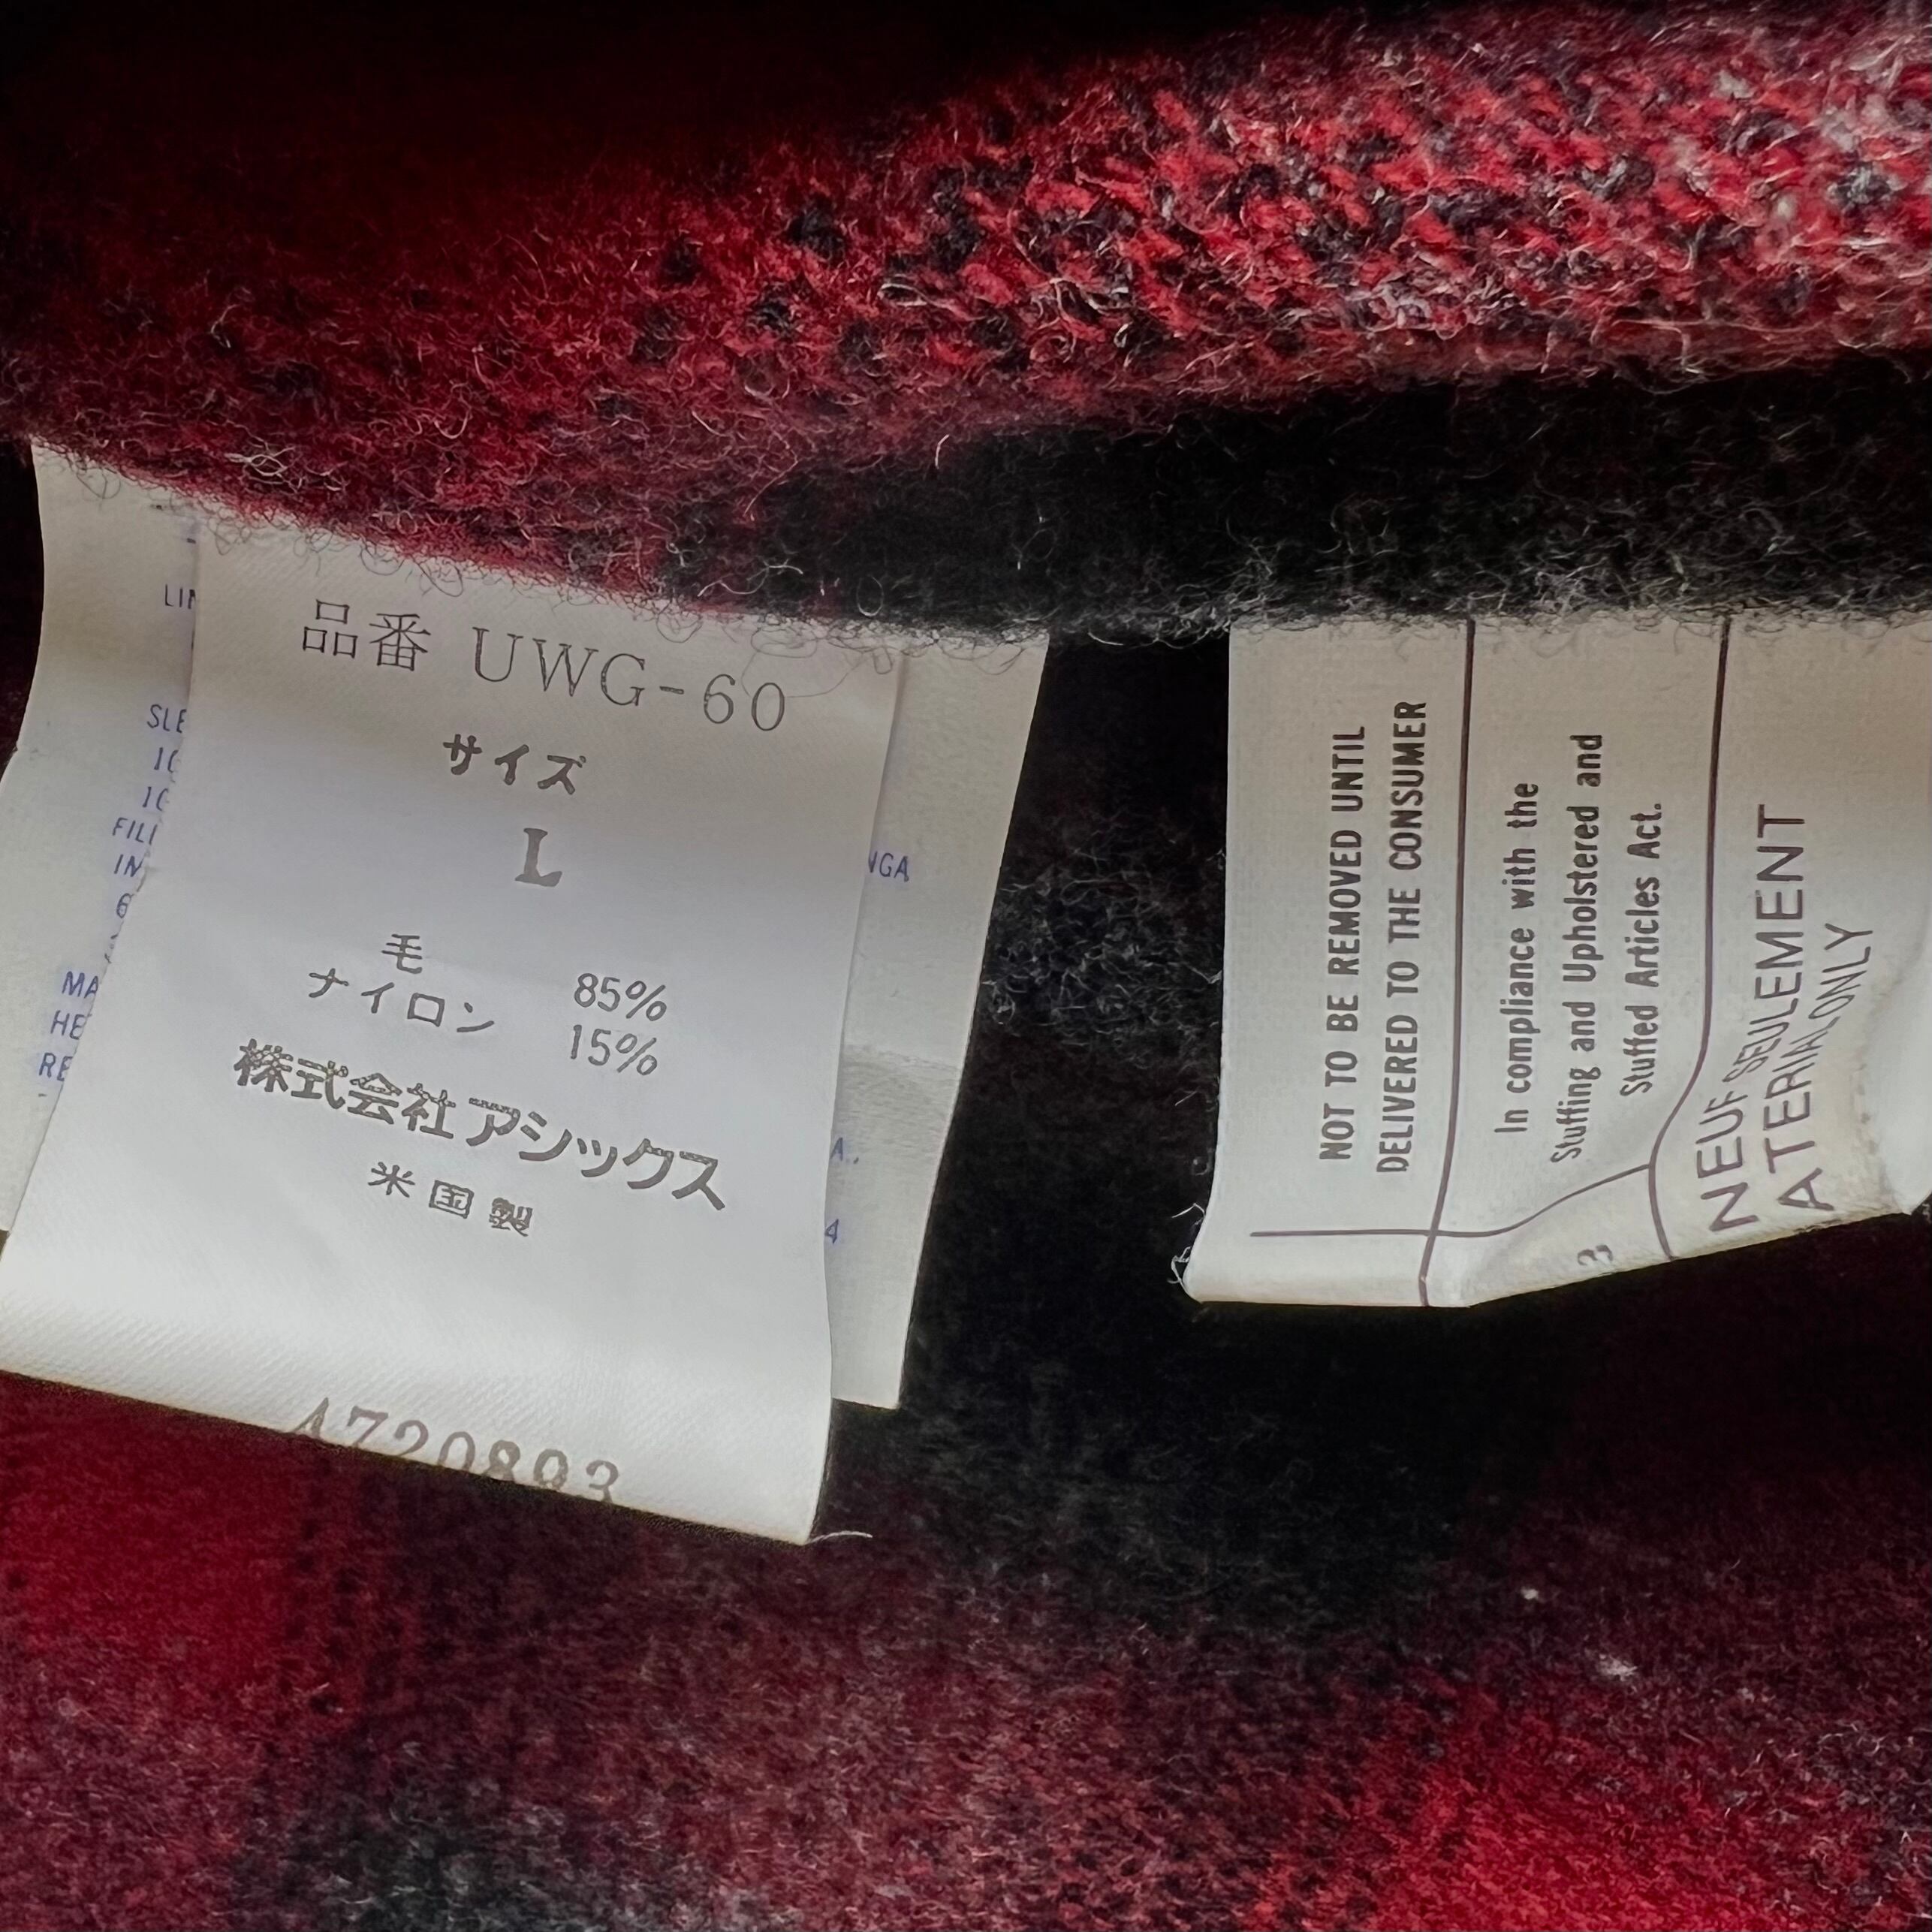 品番 UWG-60
サイズ
L
毛 85%
ナイロン 15%
株式会社アシックス
米国製
NOT TO BE REMOVED UNTIL
DELIVERED TO THE CONSUMER
In compliance with the
Stuffing and Upholstered and
Stuffed Articles Act.
NEUF SEULEMENT
ATERIAL ONLY
3